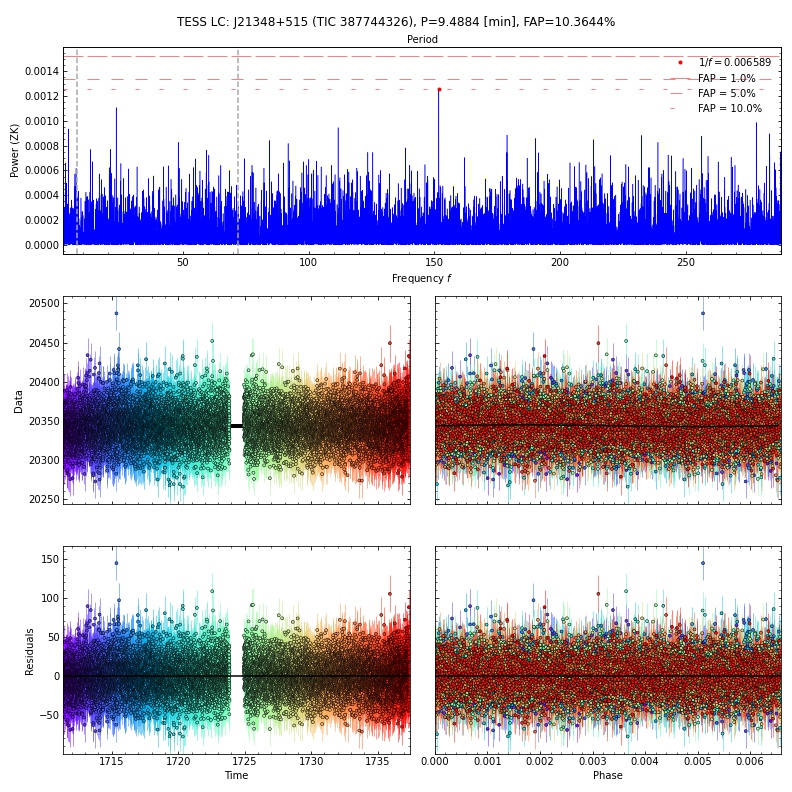 TESS LC: J21348+515 (TIC 387744326), P=9.4884 [min], FAP=10.3644%
Period
Power (ZK)
0.0014
0.0012
0.0010
0.0008
0.0006
0.0004
0.0002
0.0000
1/f = 0.006589
FAP = 1.0%
FAP = 5.0%
FAP = 10.0%
50 100 150 200 250
Frequency f
Data
20500
20450
20400
20350
20300
20250
Residuals
150
100
50
0
−50
1715 1720 1725 1730 1735
Time
0.000 0.001 0.002 0.003 0.004 0.005 0.006
Phase